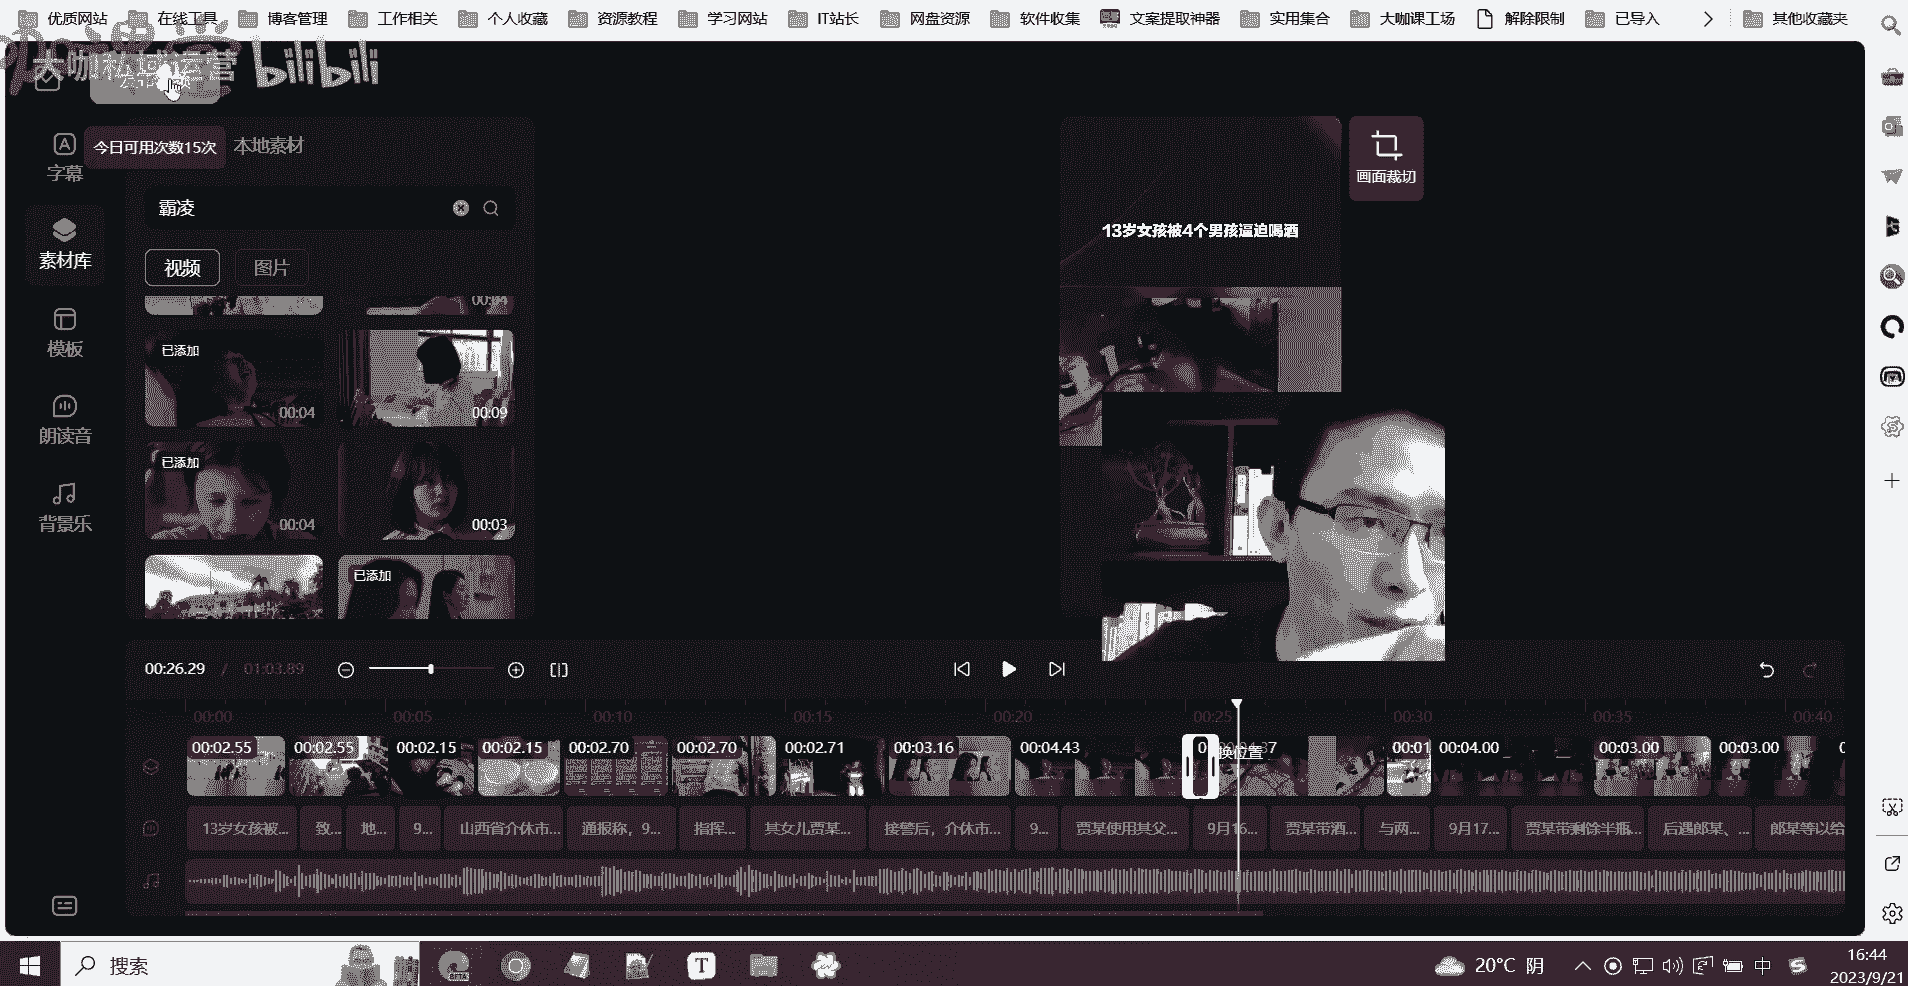 优质网站
在线工具
博客管理
工作相关
个人收藏
资源教程
学习网站
IT站长
网盘资源
软件收集
文案提取神器
实用集合
大咖课工场
解除限制
已导入
其他收藏夹
大咖私域运营 bilibili
今日可用次数15次
本地素材
字幕
素材库
模板
朗读音
背景乐
霸凌
视频
图片
00:04
已添加
00:04
00:09
已添加
00:04
00:03
已添加
画面裁切
13岁女孩被4个男孩逼迫喝酒
00:26.29 / 01:03.89
00:00
00:05
00:10
00:15
00:20
00:25
00:30
00:35
00:40
00:02.55
00:02.55
00:02.15
00:02.15
00:02.70
00:02.70
00:02.71
00:03.16
00:04.43
换位置
00:01
00:04.00
00:03.00
00:03.00
13岁女孩被...
致...
地...
9...
山西省介休市...
通报称，9...
指挥...
其女儿贾某...
接警后，介休市...
9...
贾某使用其父...
9月16...
贾某带酒...
与两...
9月17...
贾某带剩馀半瓶...
后遇郎某、...
郎某等以给
搜索
20°C 阴
中
16:44
2023/9/21